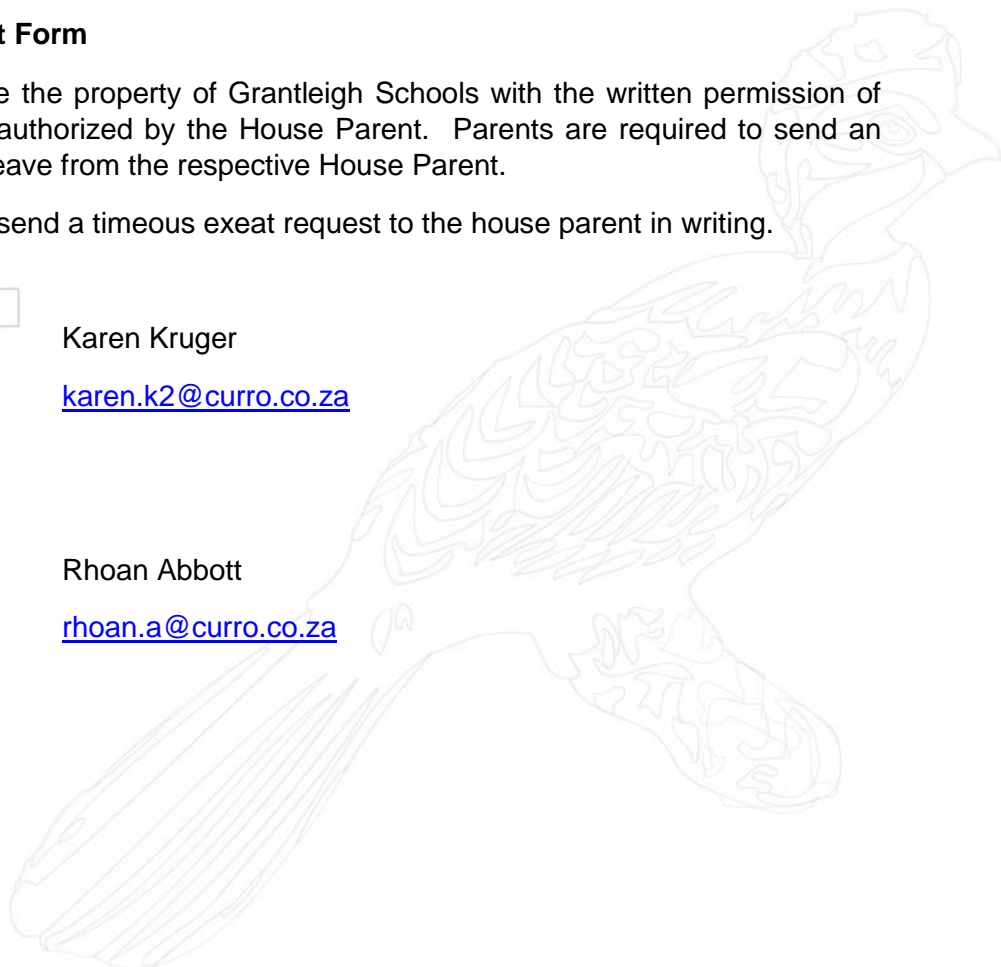 t Form
e the property of Grantleigh Schools with the written permission of
authorized by the House Parent. Parents are required to send an
eave from the respective House Parent.
send a timeous exeat request to the house parent in writing.
Karen Kruger
karen.k2@curro.co.za
Rhoan Abbott
rhoan.a@curro.co.za